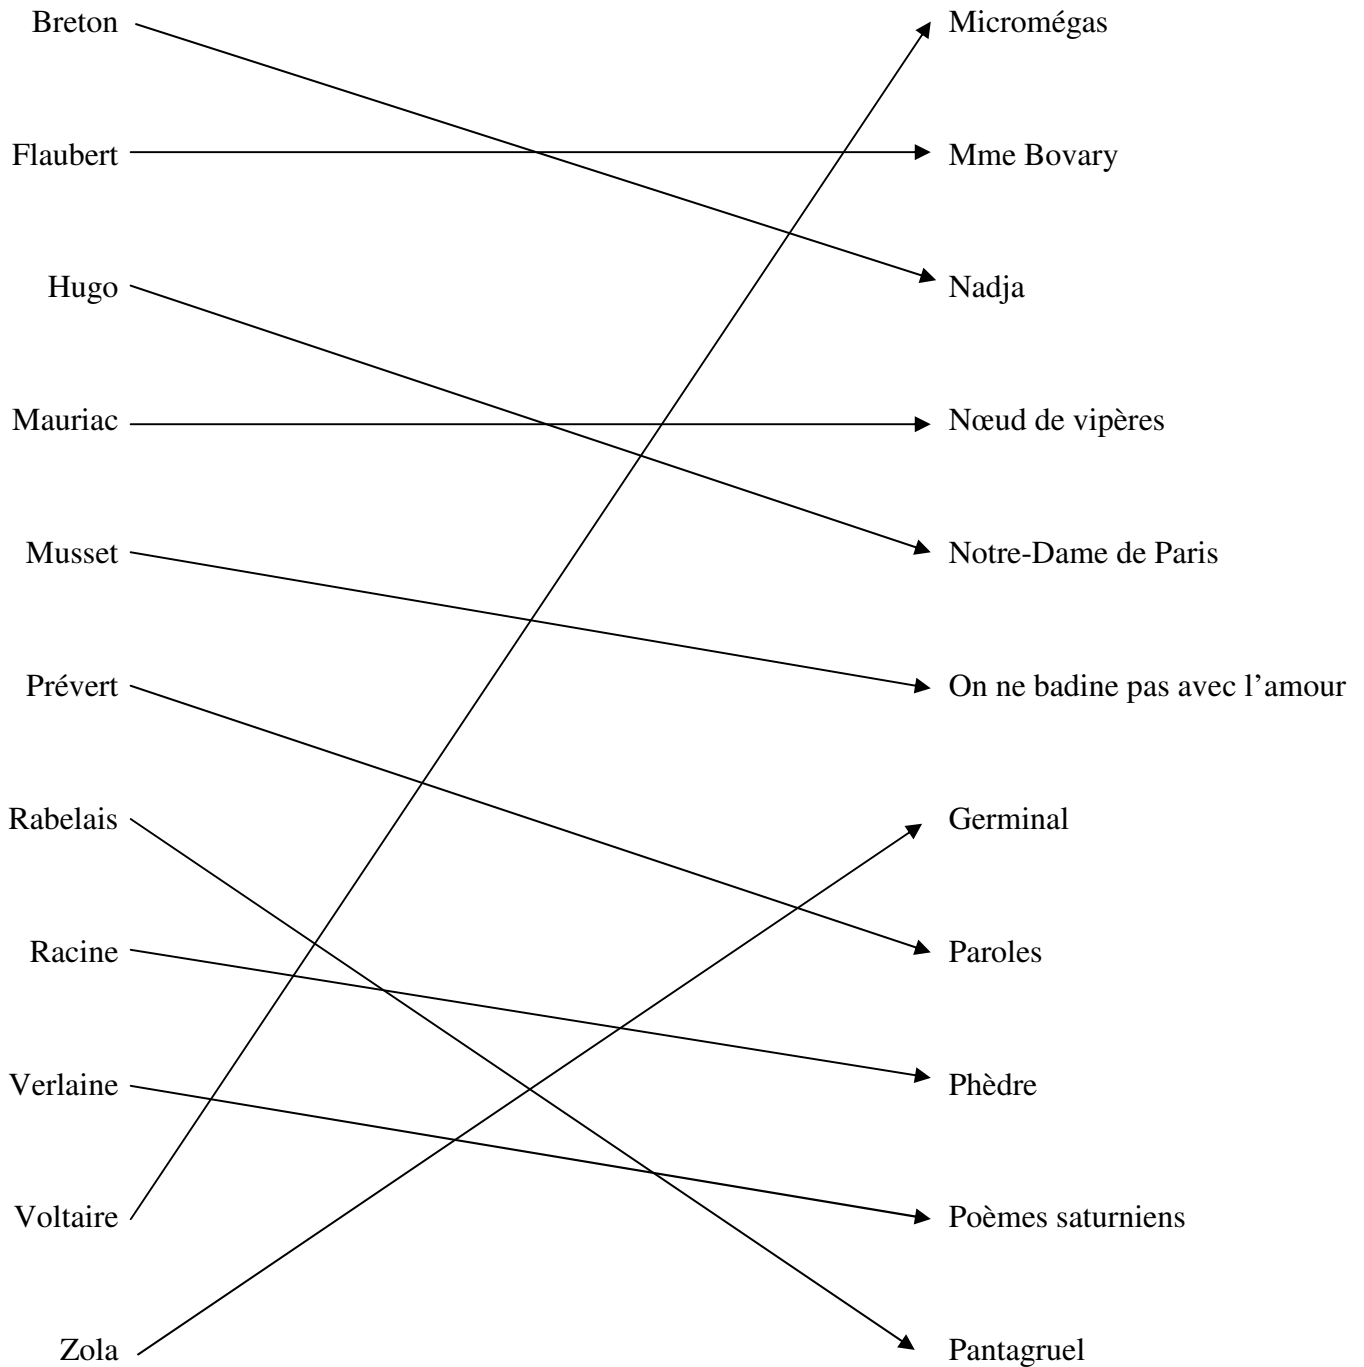 Breton Micromégas
Flaubert Mme Bovary
Hugo Nadja
Mauriac Nœud de vipères
Musset Notre-Dame de Paris
Prévert On ne badine pas avec l’amour
Rabelais Germinal
Racine Paroles
Verlaine Phèdre
Voltaire Poèmes saturniens
Zola Pantagruel